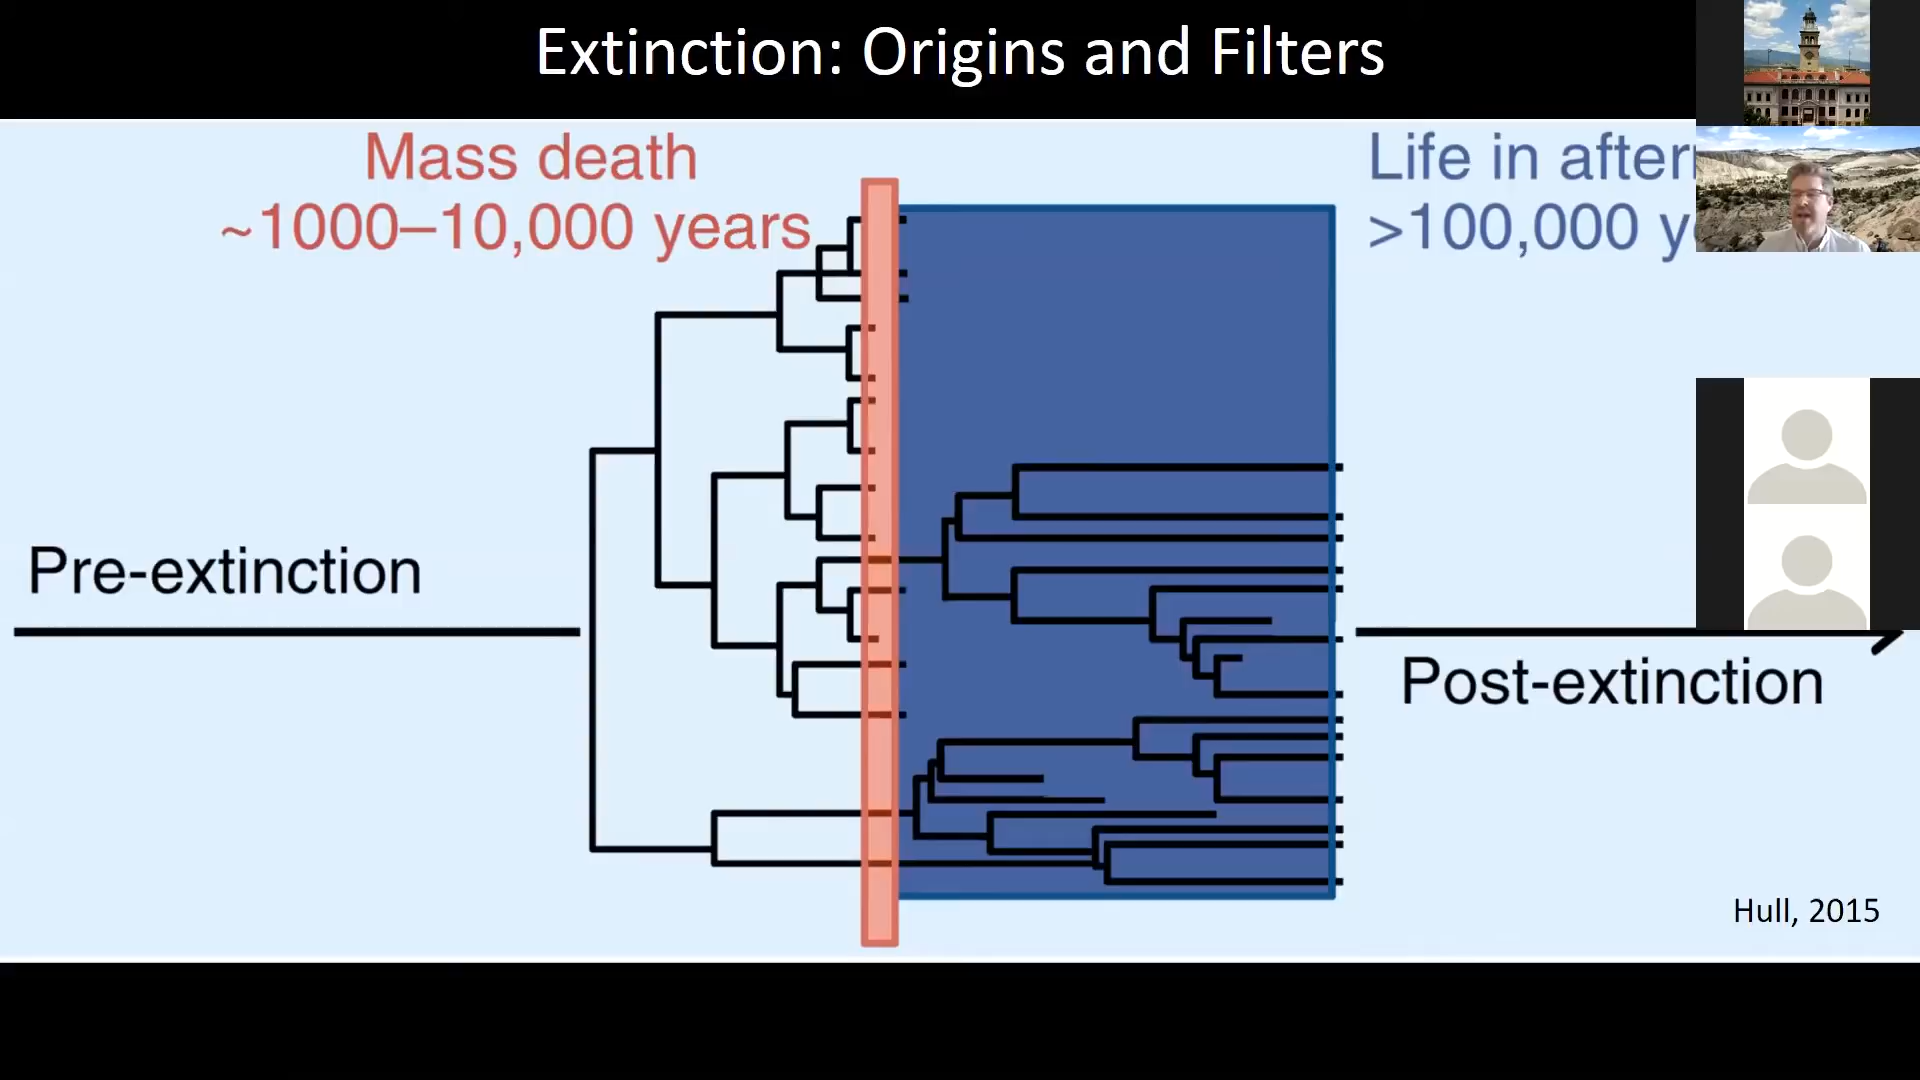 Extinction: Origins and Filters
Mass death
~1000–10,000 years
Life in after
>100,000 y
Pre-extinction
Post-extinction
Hull, 2015